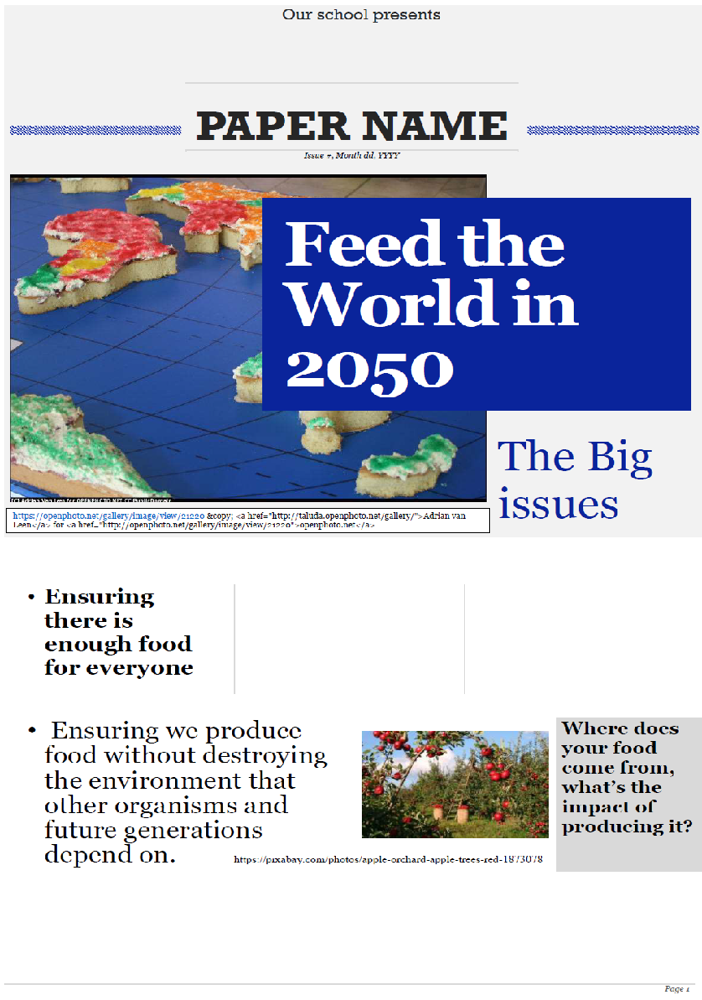 Our school presents
PAPER NAME
Issue #, Month dd, YYYY
Feed the
World in
2050
(C) Adrian Van Leen for OPENPHOTO.NET CC:PublicDomain
The Big
issues
https://openphoto.net/gallery/image/view/21220 &copy; <a href="http://taluda.openphoto.net/gallery/">Adrian van
Leen</a> for <a href="http://openphoto.net/gallery/image/view/21220">openphoto.net</a>
• Ensuring
there is
enough food
for everyone
• Ensuring we produce
food without destroying
the environment that
other organisms and
future generations
depend on.
https://pixabay.com/photos/apple-orchard-apple-trees-red-1873078
Where does
your food
come from,
what's the
impact of
producing it?
Page 1